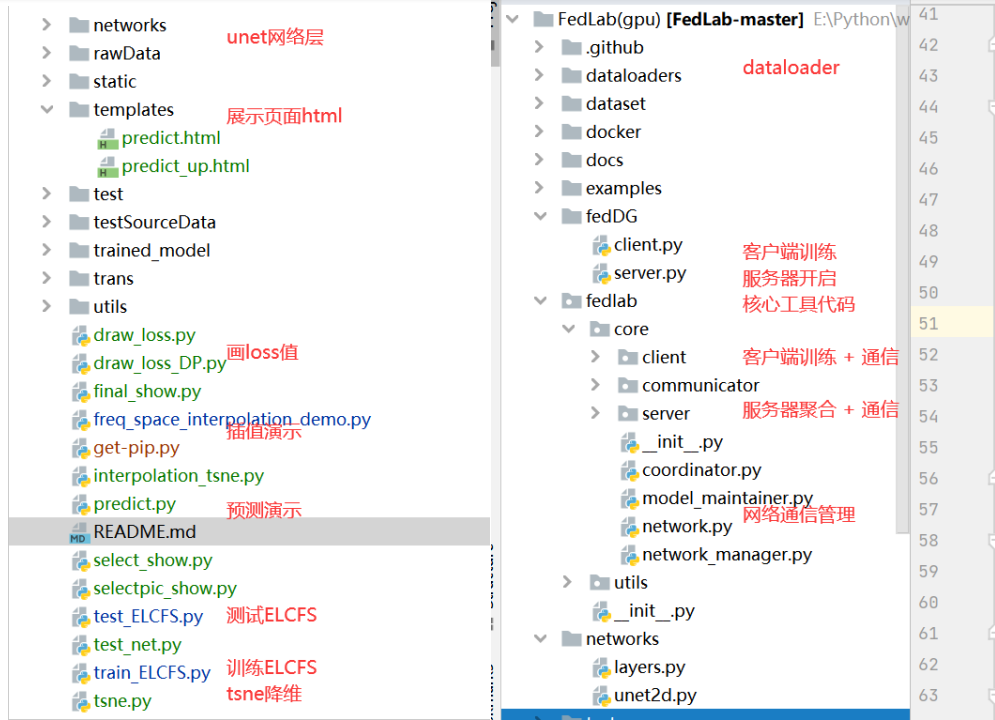 networks
unet网络层
rawData
static
templates
展示页面html
predict.html
predict_up.html
test
testSourceData
trained_model
trans
utils
draw_loss.py
画loss值
draw_loss_DP.py
final_show.py
freq_space_interpolation_demo.py
插值演示
get-pip.py
interpolation_tsne.py
predict.py
预测演示
README.md
select_show.py
selectpic_show.py
test_ELCFS.py
测试ELCFS
test_net.py
train_ELCFS.py
训练ELCFS
tsne降维
tsne.py
FedLab(gpu) [FedLab-master] E:\Python\w
.github
dataloader
dataloaders
dataset
docker
docs
examples
fedDG
client.py
客户端训练
server.py
服务器开启
fedlab
核心工具代码
core
client
客户端训练 + 通信
communicator
server
服务器聚合 + 通信
__init__.py
coordinator.py
model_maintainer.py
网络通信管理
network.py
network_manager.py
utils
__init__.py
networks
layers.py
unet2d.py
41
42
43
44
45
46
47
48
49
50
51
52
53
54
55
56
57
58
59
60
61
62
63